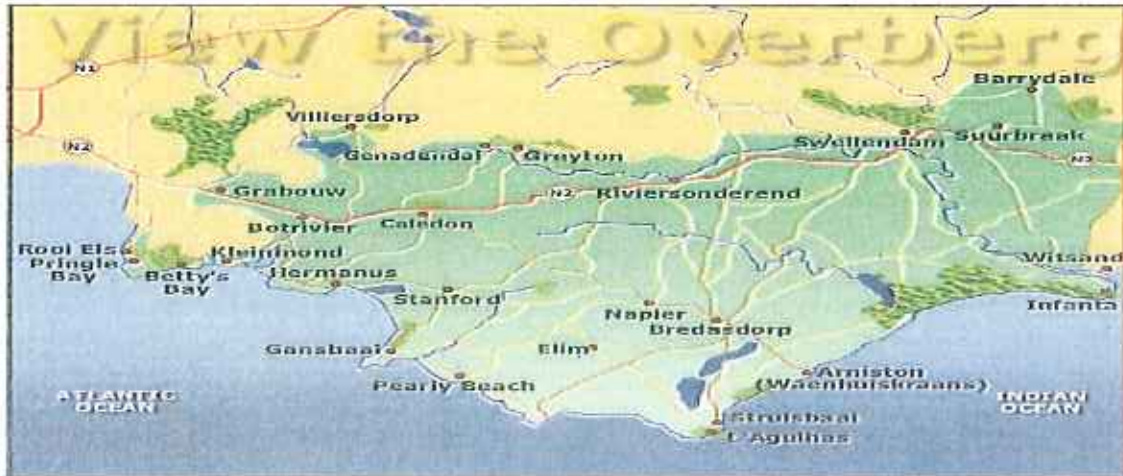 View the Overberg
N1
Barrydale
Villiersdorp
Swellendam
Suurbraak
N2
Genadendal
Greyton
N2
Grabouw
N2
Riviersonderend
Botrivier
Caledon
Rooi Els
Kleinmond
Pringle
Bay
Betty's
Bay
Hermanus
Witsand
Stanford
Infanta
Napier
Bredasdorp
Gansbaai
Elim
Arniston
(Waenhuiskraans)
Pearly Beach
ATLANTIC
OCEAN
INDIAN
OCEAN
Struisbaai
L'Agulhas